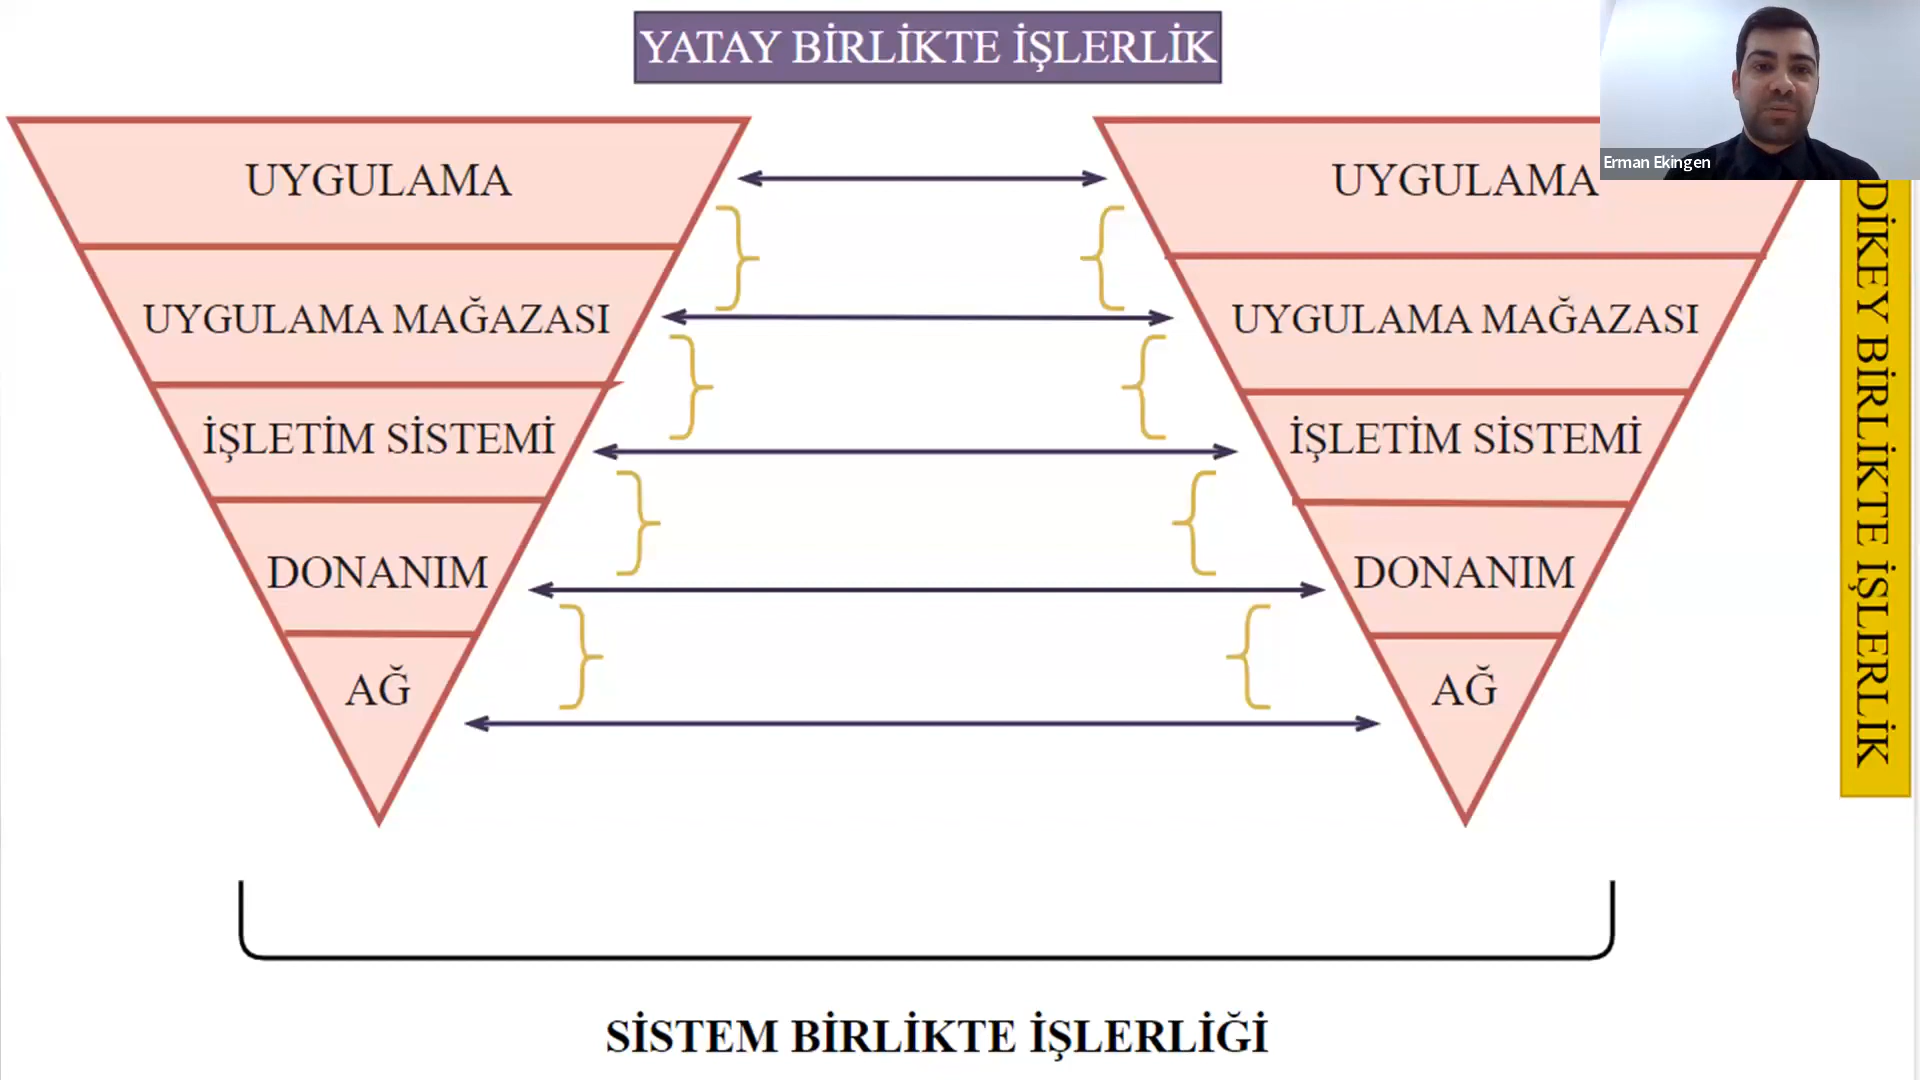 YATAY BİRLİKTE İŞLERLİK
Erman Ekingen
UYGULAMA
UYGULAMA MAĞAZASI
İŞLETİM SİSTEMİ
DONANIM
AĞ
UYGULAMA
UYGULAMA MAĞAZASI
İŞLETİM SİSTEMİ
DONANIM
AĞ
DİKEY BİRLİKTE İŞLERLİK
SİSTEM BİRLİKTE İŞLERLİĞİ